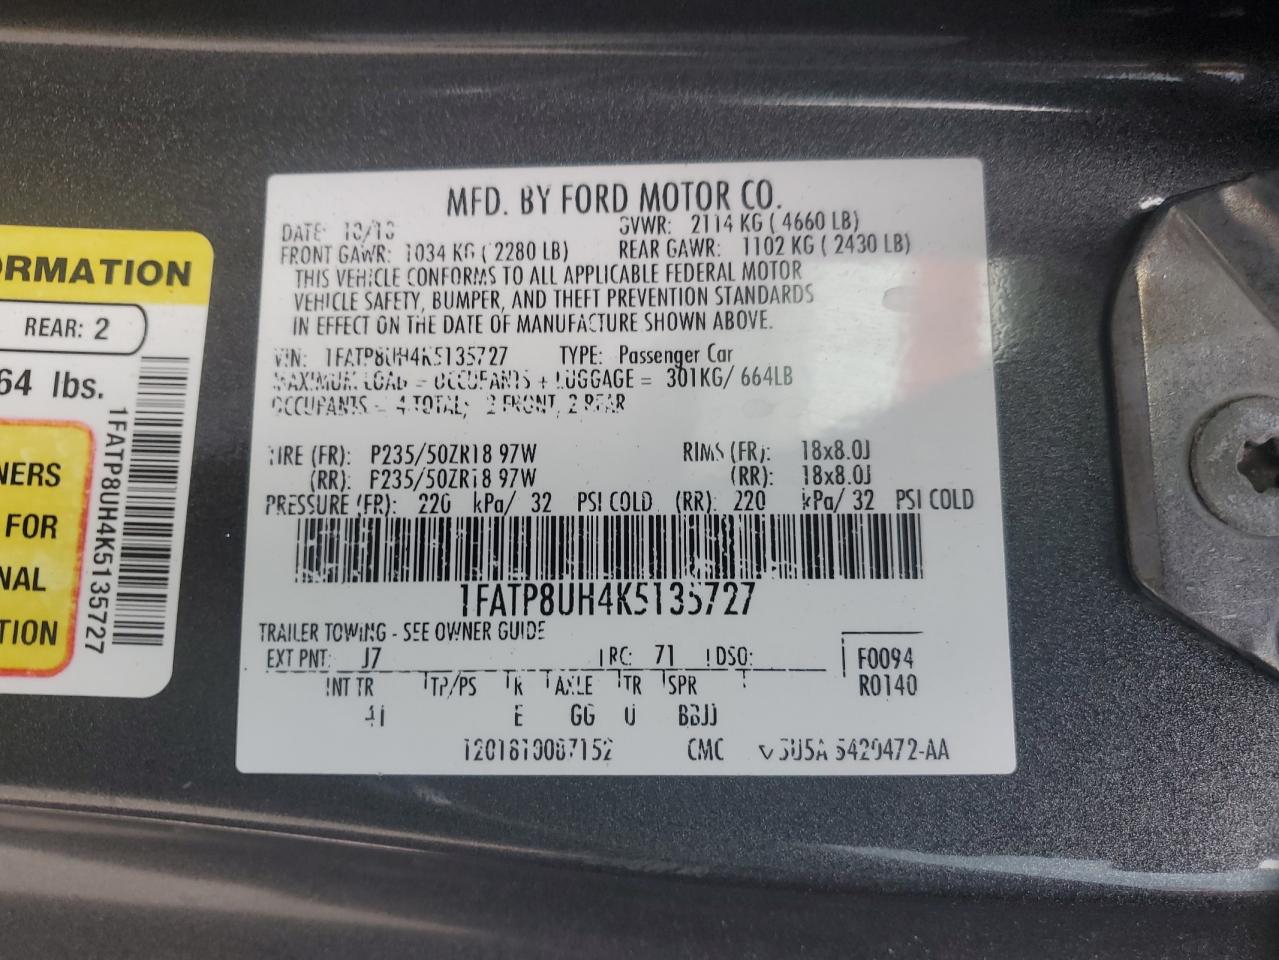 ORMATION
REAR: 2
64 lbs.
NERS
FOR
NAL
TION
1FATP8UH4K5135727
MFD. BY FORD MOTOR CO.
DATE: GVWR: 2114 KG ( 4660 LB)
FRONT GAWR: 1034 KG ( 2280 LB) REAR GAWR: 1102 KG ( 2430 LB)
THIS VEHICLE CONFORMS TO ALL APPLICABLE FEDERAL MOTOR
VEHICLE SAFETY, BUMPER, AND THEFT PREVENTION STANDARDS
IN EFFECT ON THE DATE OF MANUFACTURE SHOWN ABOVE.
VIN: 1FATP8UH4K5135727 TYPE: Passenger Car
MAXIMUM LOAD = OCCUPANTS + LUGGAGE = 301KG/ 664LB
OCCUPANTS = 4 TOTAL; 2 FRONT, 2 REAR
TIRE (FR): P235/50ZR18 97W RIMS (FR): 18x8.0J
(RR): P235/50ZR18 97W (RR): 18x8.0J
PRESSURE (FR): 220 kPa/ 32 PSI COLD (RR): 220 kPa/ 32 PSI COLD
1FATP8UH4K5135727
TRAILER TOWING - SEE OWNER GUIDE
EXT PNT: J7 RC: 71 DSO: F0094
INT TR TP/PS R AXLE TR SPR R0140
E GG U BBJJ
CMC